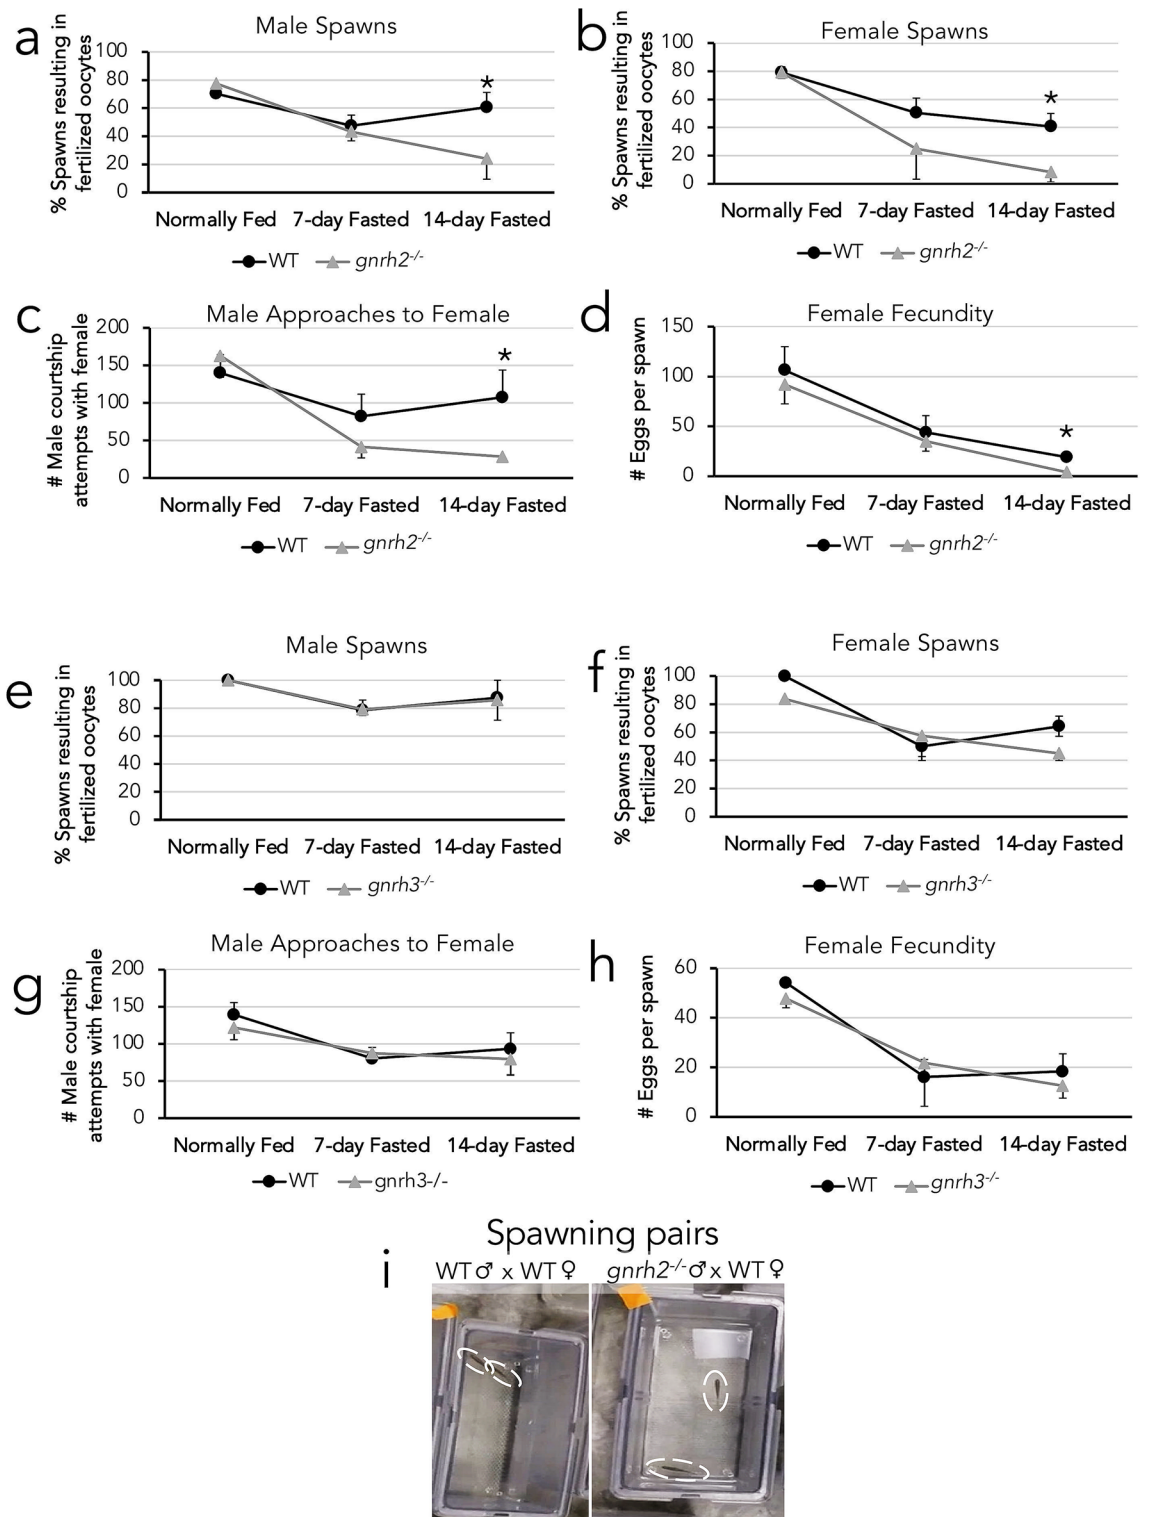 a
Male Spawns
% Spawns resulting in
fertilized oocytes
100
80
60
40
20
0
*
Normally Fed 7-day Fasted 14-day Fasted
WT gnrh2-/-
b
Female Spawns
% Spawns resulting in
fertilized oocytes
100
80
60
40
20
0
*
Normally Fed 7-day Fasted 14-day Fasted
WT gnrh2-/-
c
Male Approaches to Female
# Male courtship
attempts with female
200
150
100
50
0
*
Normally Fed 7-day Fasted 14-day Fasted
WT gnrh2-/-
d
Female Fecundity
# Eggs per spawn
150
100
50
0
*
Normally Fed 7-day Fasted 14-day Fasted
WT gnrh2-/-
e
Male Spawns
% Spawns resulting in
fertilized oocytes
100
80
60
40
20
0
Normally Fed 7-day Fasted 14-day Fasted
WT gnrh3-/-
f
Female Spawns
% Spawns resulting in
fertilized oocytes
100
80
60
40
20
0
Normally Fed 7-day Fasted 14-day Fasted
WT gnrh3-/-
g
Male Approaches to Female
# Male courtship
attempts with female
200
150
100
50
0
Normally Fed 7-day Fasted 14-day Fasted
WT gnrh3-/-
h
Female Fecundity
# Eggs per spawn
60
40
20
0
Normally Fed 7-day Fasted 14-day Fasted
WT gnrh3-/-
i
Spawning pairs
WT♂ x WT♀ gnrh2-/-♂ x WT♀